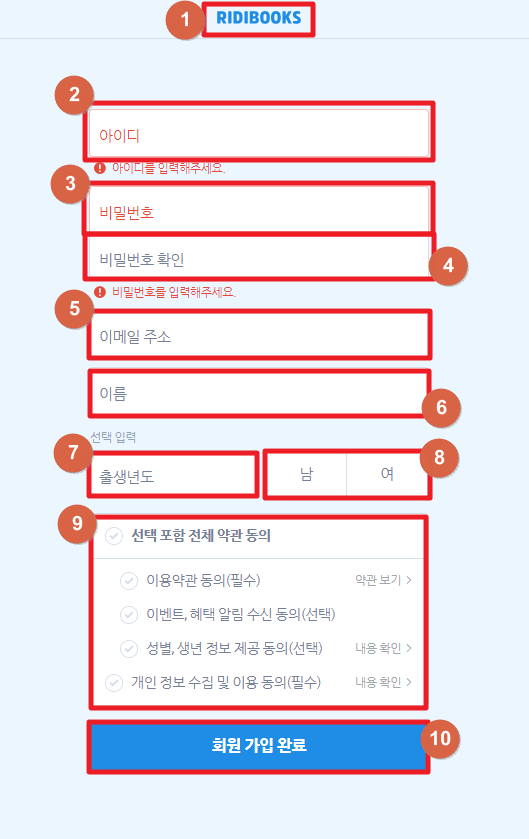 1 RIDIBOOKS
2
아이디
아이디를 입력해주세요.
3
비밀번호
비밀번호 확인
4
비밀번호를 입력해주세요.
5
이메일 주소
이름
6
선택 입력
7
출생년도
남 여
8
9
선택 포함 전체 약관 동의
이용약관 동의(필수) 약관 보기 >
이벤트, 혜택 알림 수신 동의(선택)
성별, 생년 정보 제공 동의(선택) 내용 확인 >
개인 정보 수집 및 이용 동의(필수) 내용 확인 >
회원 가입 완료
10